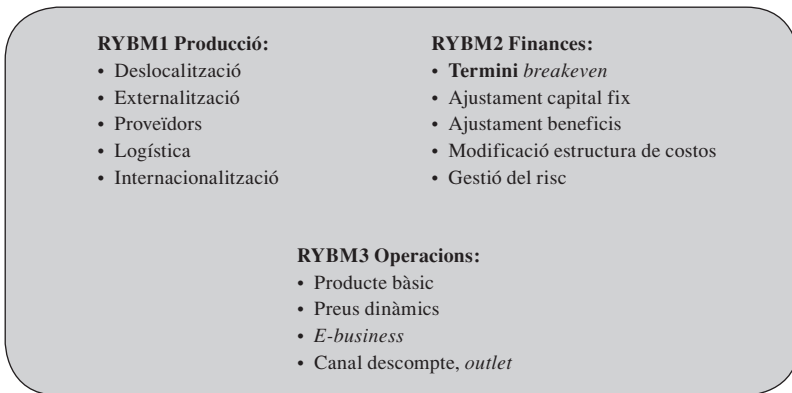 RYBM1 Producció:
• Deslocalització
• Externalització
• Proveïdors
• Logística
• Internacionalització
RYBM2 Finances:
• Termini breakeven
• Ajustament capital fix
• Ajustament beneficis
• Modificació estructura de costos
• Gestió del risc
RYBM3 Operacions:
• Producte bàsic
• Preus dinàmics
• E-business
• Canal descompte, outlet